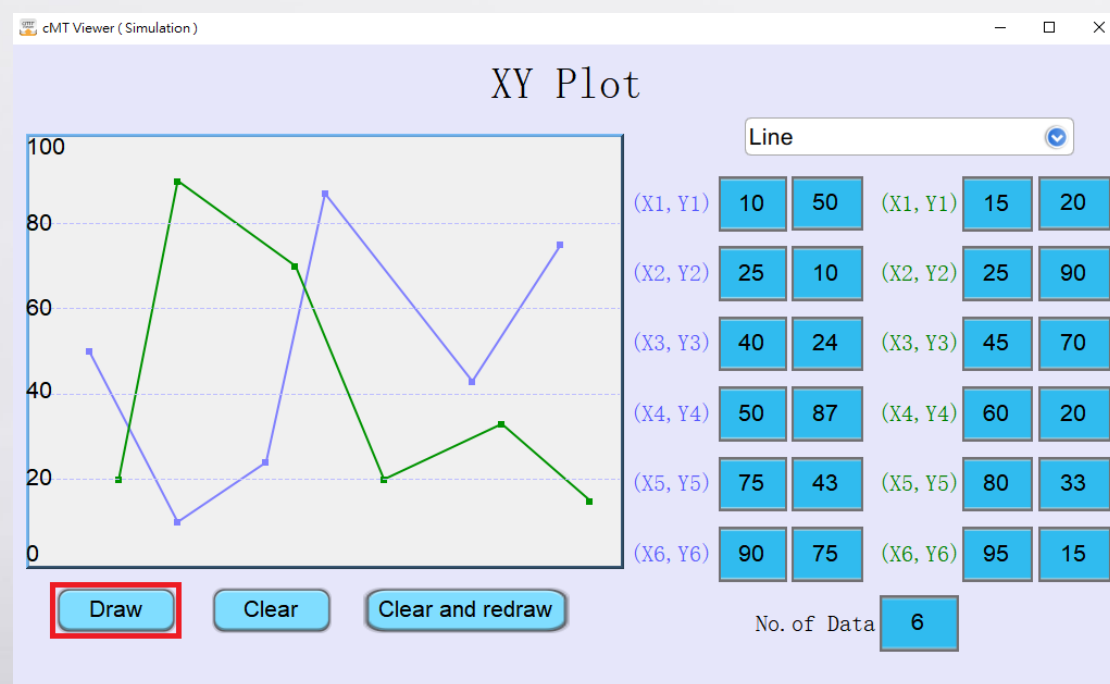 cMT Viewer ( Simulation )
XY Plot
100
80
60
40
20
0
Line
(X1, Y1) 10 50 (X1, Y1) 15 20
(X2, Y2) 25 10 (X2, Y2) 25 90
(X3, Y3) 40 24 (X3, Y3) 45 70
(X4, Y4) 50 87 (X4, Y4) 60 20
(X5, Y5) 75 43 (X5, Y5) 80 33
(X6, Y6) 90 75 (X6, Y6) 95 15
Draw Clear Clear and redraw
No. of Data 6